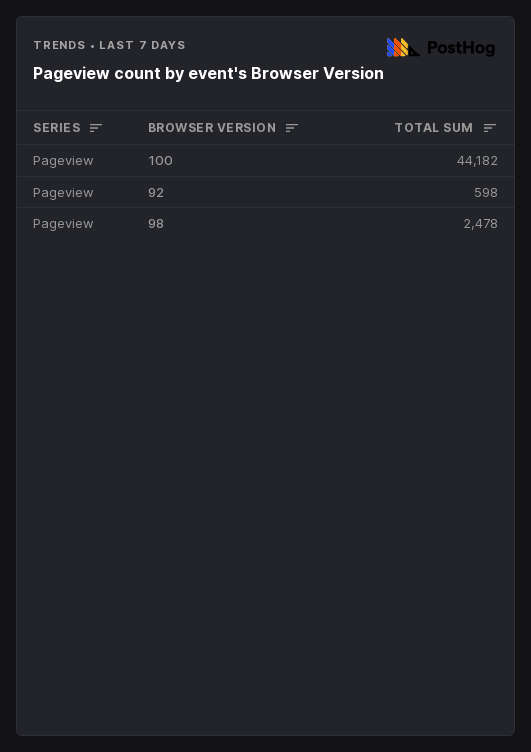 TRENDS • LAST 7 DAYS
PostHog
Pageview count by event's Browser Version
SERIES BROWSER VERSION TOTAL SUM
Pageview 100 44,182
Pageview 92 598
Pageview 98 2,478